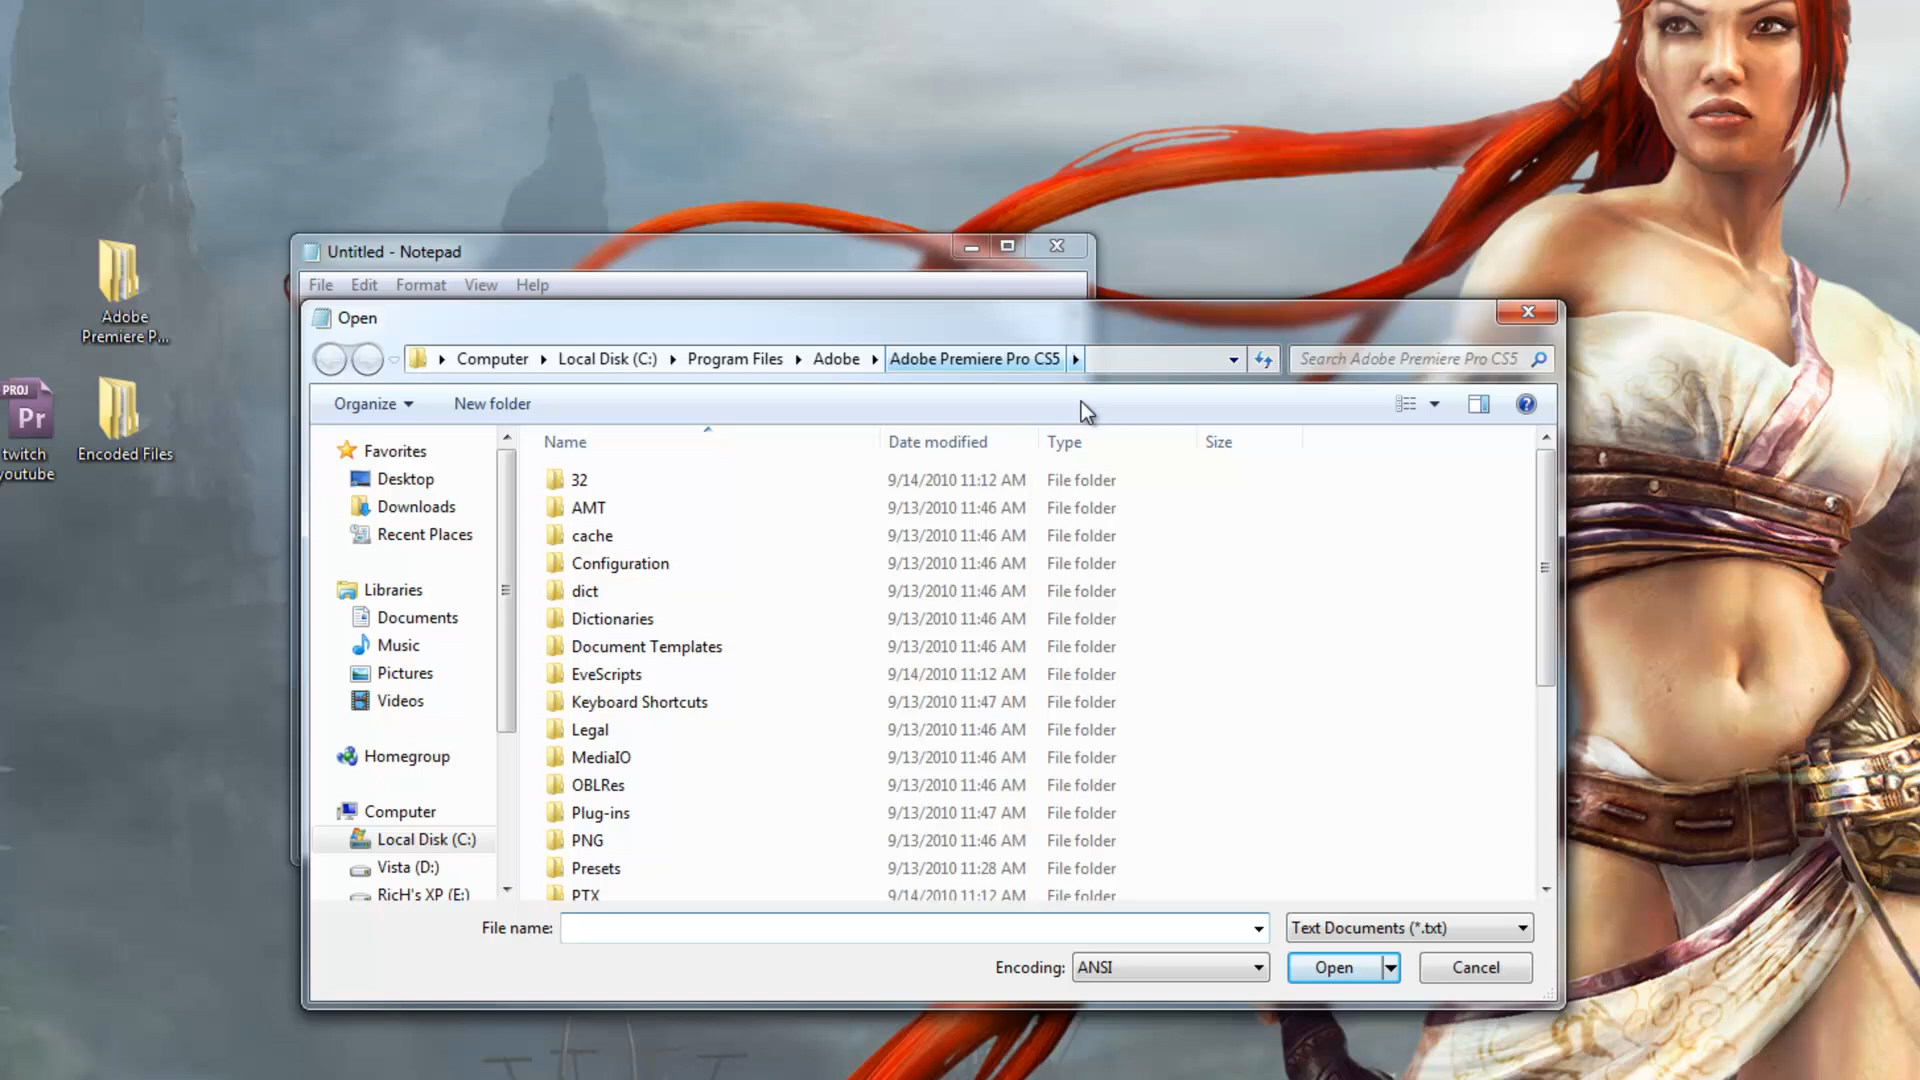 Adobe
Premiere P...
PROJ
Pr
twitch
youtube
Encoded Files
Untitled - Notepad
File Edit Format View Help
Open
Computer Local Disk (C:) Program Files Adobe Adobe Premiere Pro CS5
Search Adobe Premiere Pro CS5
Organize New folder
Favorites
Desktop
Downloads
Recent Places
Libraries
Documents
Music
Pictures
Videos
Homegroup
Computer
Local Disk (C:)
Vista (D:)
RicH's XP (E:)
Name Date modified Type Size
32 9/14/2010 11:12 AM File folder
AMT 9/13/2010 11:46 AM File folder
cache 9/13/2010 11:46 AM File folder
Configuration 9/13/2010 11:46 AM File folder
dict 9/13/2010 11:46 AM File folder
Dictionaries 9/13/2010 11:46 AM File folder
Document Templates 9/13/2010 11:46 AM File folder
EveScripts 9/14/2010 11:12 AM File folder
Keyboard Shortcuts 9/13/2010 11:47 AM File folder
Legal 9/13/2010 11:46 AM File folder
MediaIO 9/13/2010 11:46 AM File folder
OBLRes 9/13/2010 11:46 AM File folder
Plug-ins 9/13/2010 11:47 AM File folder
PNG 9/13/2010 11:46 AM File folder
Presets 9/13/2010 11:28 AM File folder
PTX 9/14/2010 11:12 AM File folder
File name: Text Documents (*.txt)
Encoding: ANSI Open Cancel